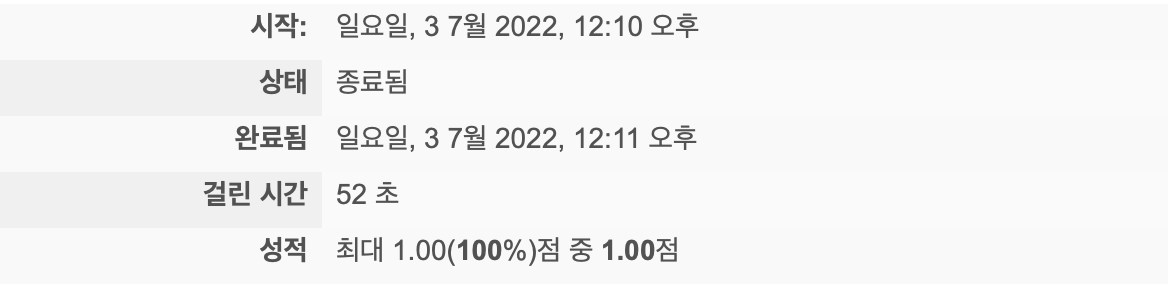 시작: 일요일, 3 7월 2022, 12:10 오후
상태 종료됨
완료됨 일요일, 3 7월 2022, 12:11 오후
걸린 시간 52 초
성적 최대 1.00(100%)점 중 1.00점